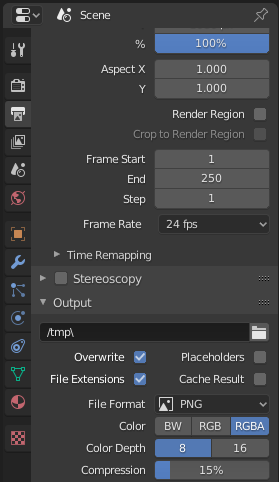 Scene
% 100%
Aspect X 1.000
Y 1.000
Render Region
Crop to Render Region
Frame Start 1
End 250
Step 1
Frame Rate 24 fps
Time Remapping
Stereoscopy
Output
/tmp\
Overwrite Placeholders
File Extensions Cache Result
File Format PNG
Color BW RGB RGBA
Color Depth 8 16
Compression 15%